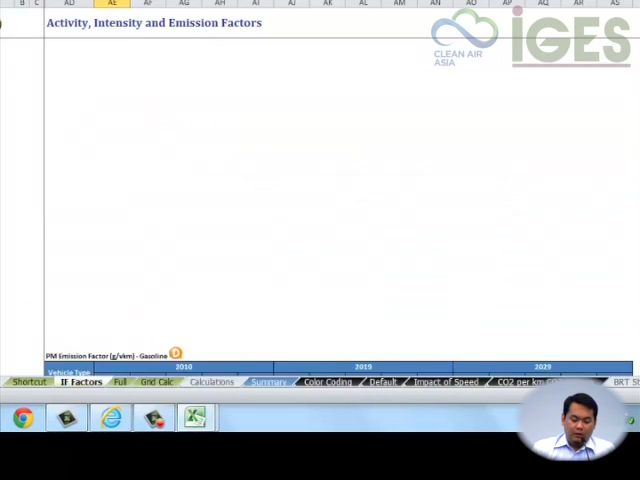 B C AD AE AF AG AH AI AJ AK AL AM AN AO AP AQ AR AS
Activity, Intensity and Emission Factors
CLEAN AIR
ASIA
iGES
PM Emission Factor (g/vkm) - Gasoline D
Vehicle Type 2010 2019 2029
Shortcut IF Factors Full Grid Calc Calculations Summary Color Coding Default Impact of Speed CO2 per km BRT